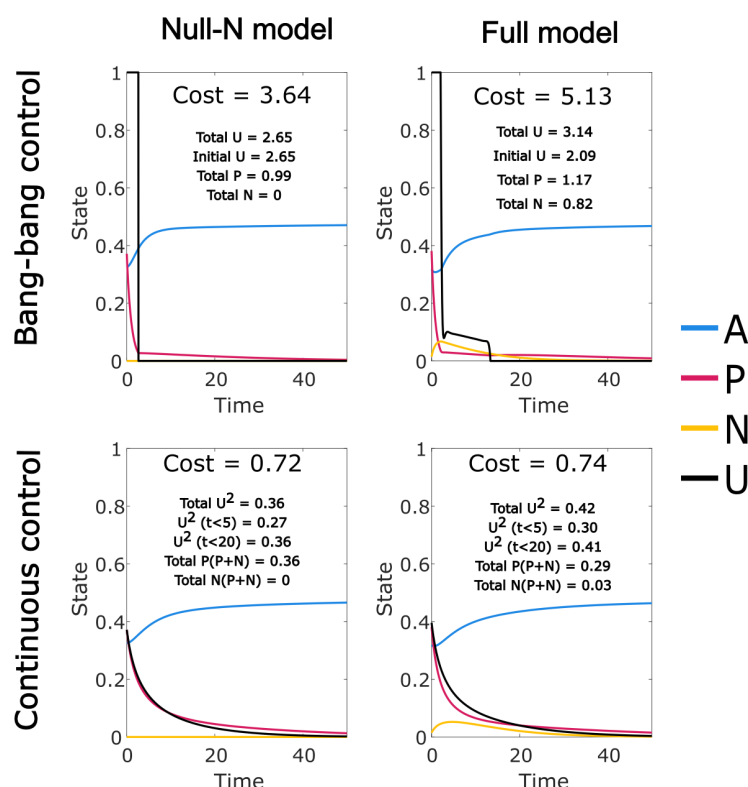 Null-N model
Full model
Bang-bang control
1
0.8
0.6
0.4
0.2
0
State
Cost = 3.64
Total U = 2.65
Initial U = 2.65
Total P = 0.99
Total N = 0
0
20
40
Time
1
0.8
0.6
0.4
0.2
0
State
Cost = 5.13
Total U = 3.14
Initial U = 2.09
Total P = 1.17
Total N = 0.82
0
20
40
Time
A
P
N
U
Continuous control
1
0.8
0.6
0.4
0.2
0
State
Cost = 0.72
Total U² = 0.36
U² (t<5) = 0.27
U² (t<20) = 0.36
Total P(P+N) = 0.36
Total N(P+N) = 0
0
20
40
Time
1
0.8
0.6
0.4
0.2
0
State
Cost = 0.74
Total U² = 0.42
U² (t<5) = 0.30
U² (t<20) = 0.41
Total P(P+N) = 0.29
Total N(P+N) = 0.03
0
20
40
Time